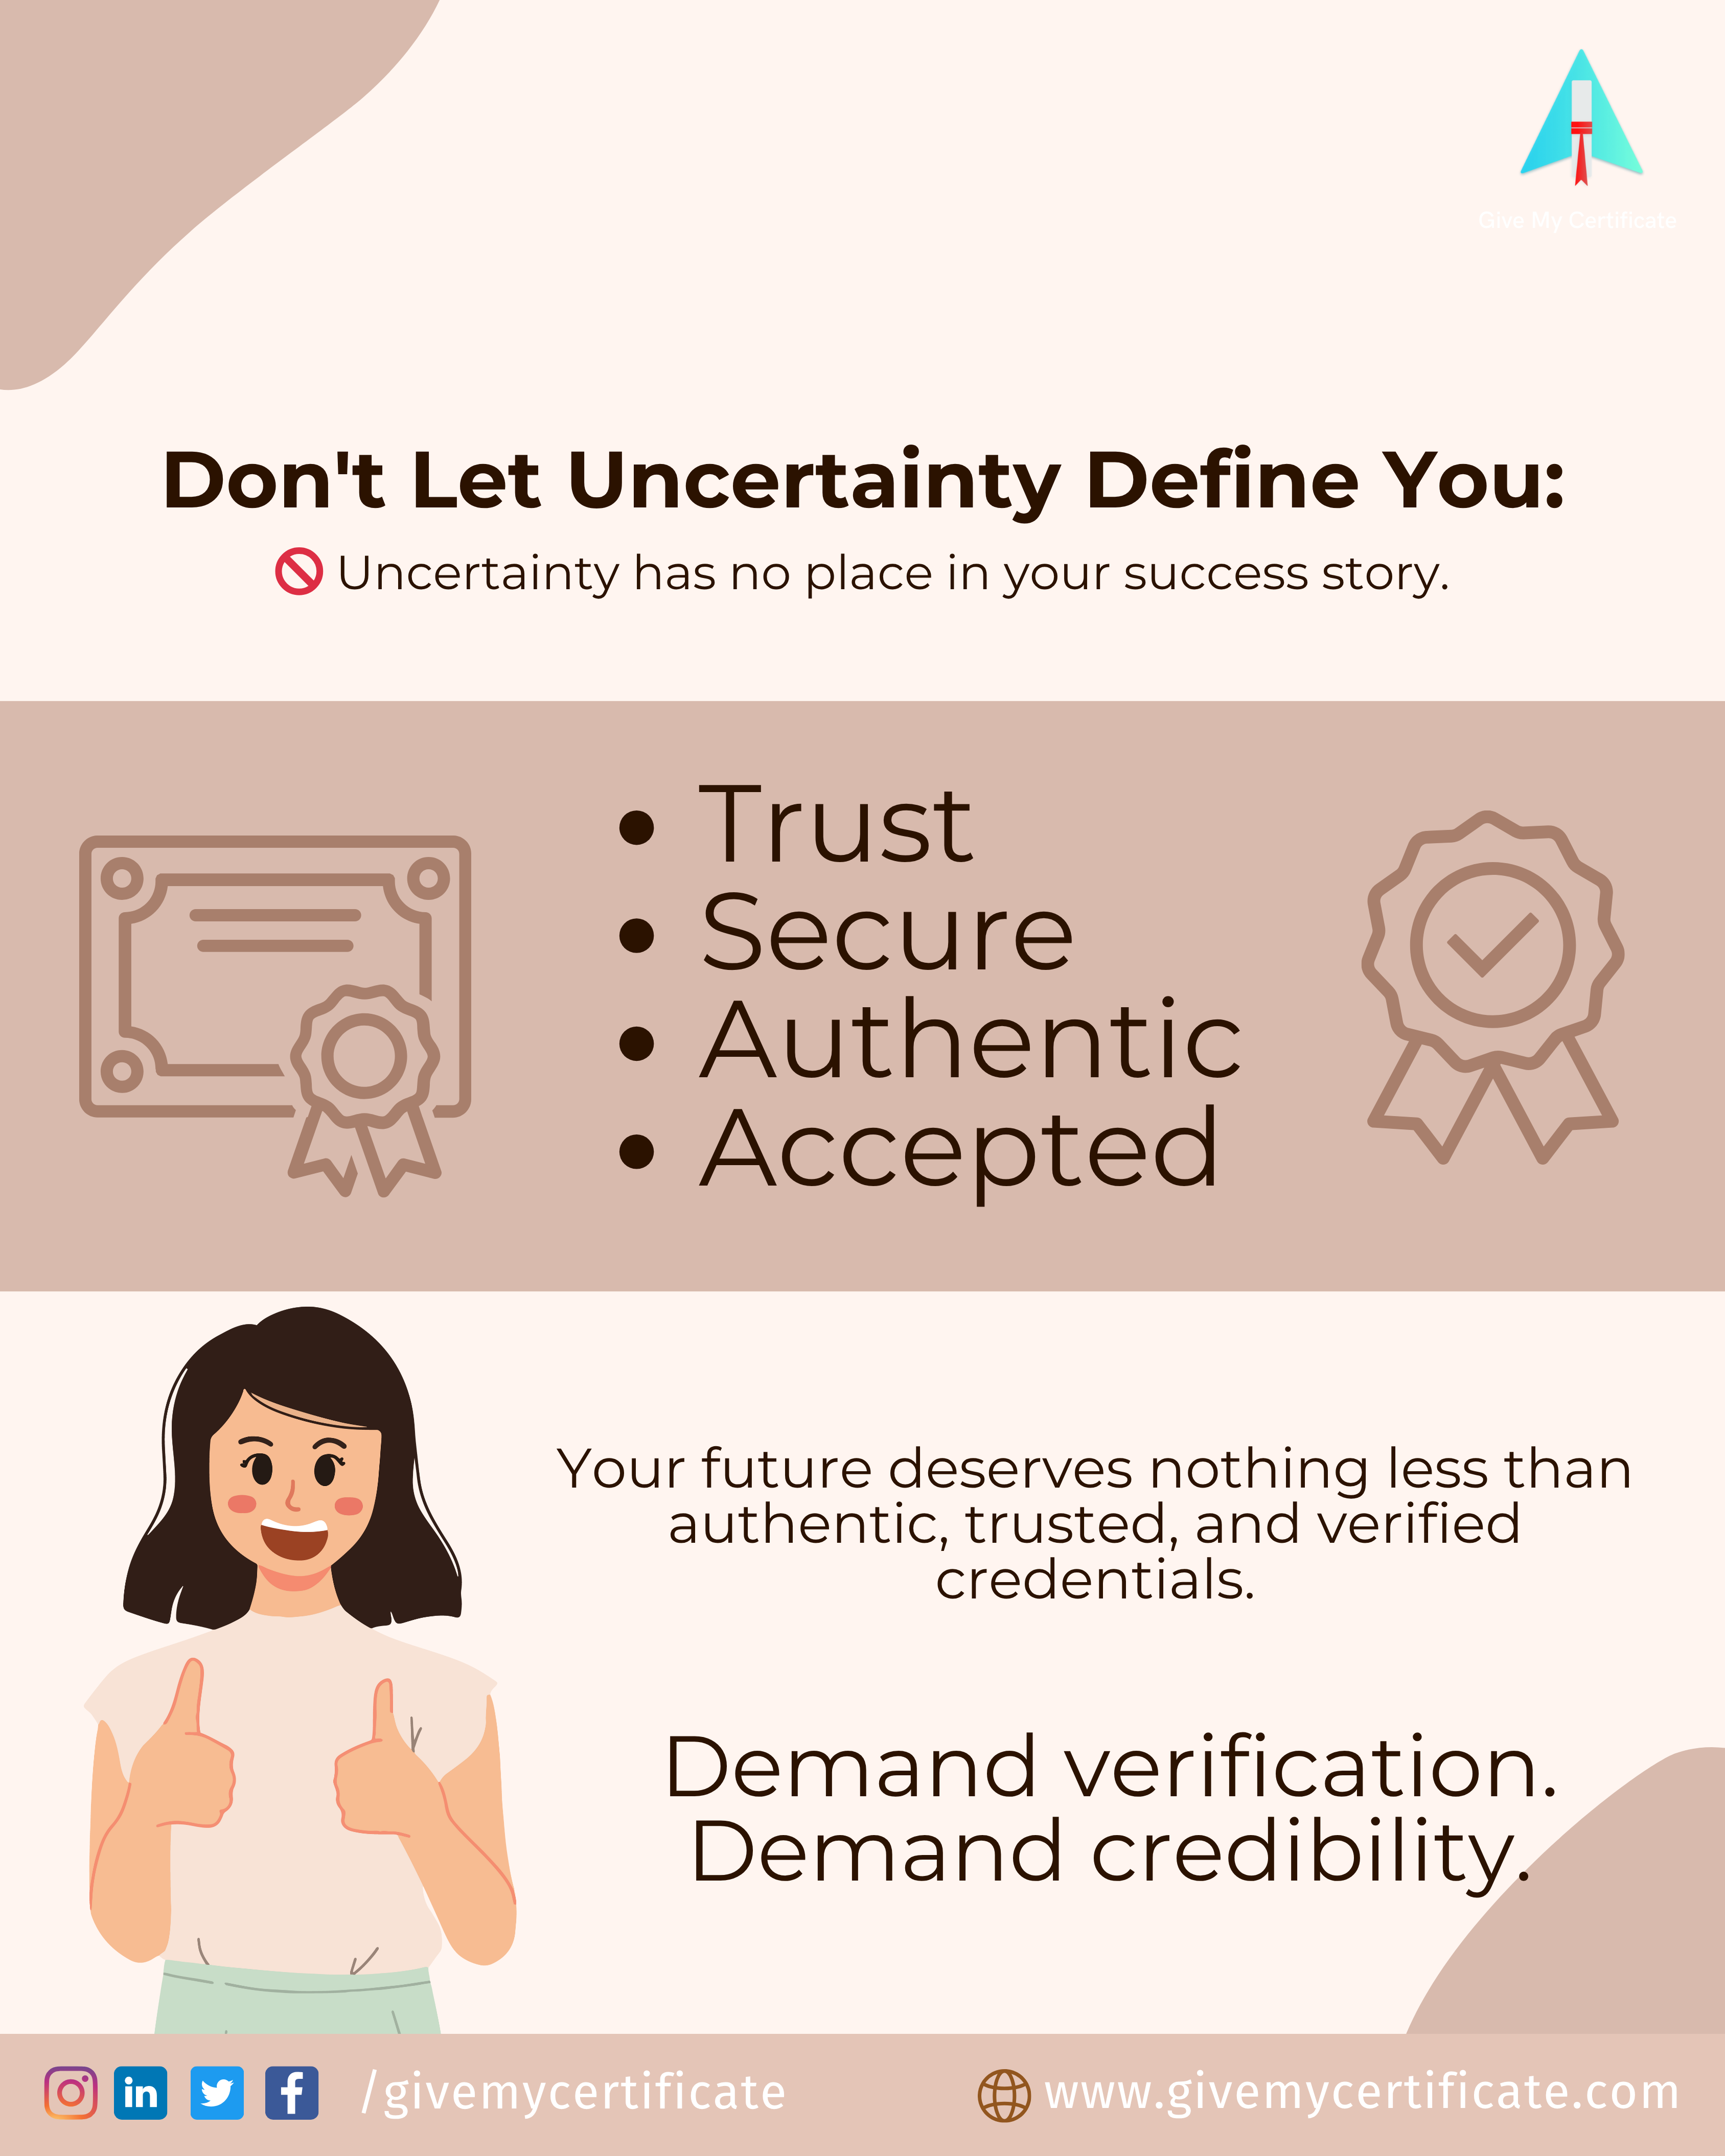 Give My Certificate
Don't Let Uncertainty Define You:
🚫 Uncertainty has no place in your success story.
• Trust
• Secure
• Authentic
• Accepted
Your future deserves nothing less than
authentic, trusted, and verified
credentials.
Demand verification.
Demand credibility.
in f /givemycertificate www.givemycertificate.com